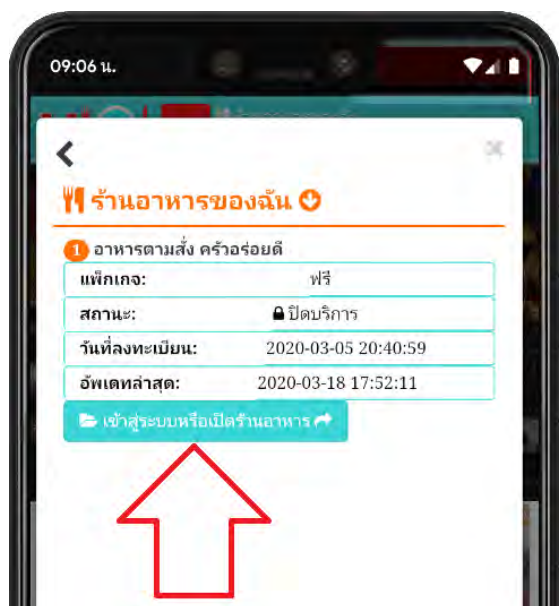 09:06 น.
ร้านอาหารของฉัน
1 อาหารตามสั่ง ครัวอร่อยดี
แพ็กเกจ: ฟรี
สถานะ: ปิดบริการ
วันที่ลงทะเบียน: 2020-03-05 20:40:59
อัพเดทล่าสุด: 2020-03-18 17:52:11
เข้าสู่ระบบหรือเปิดร้านอาหาร